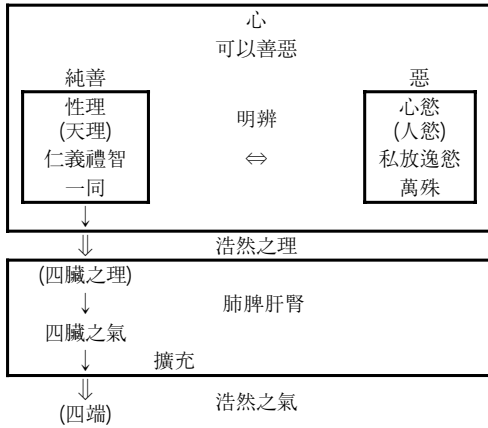 心
可以善惡
純善 惡
性理 心慾
(天理) 明辨 (人慾)
仁義禮智 ⇔ 私放逸慾
一同 萬殊
↓
⇓ 浩然之理
(四臟之理)
↓ 肺脾肝腎
四臟之氣
↓ 擴充
⇓ 浩然之氣
(四端)